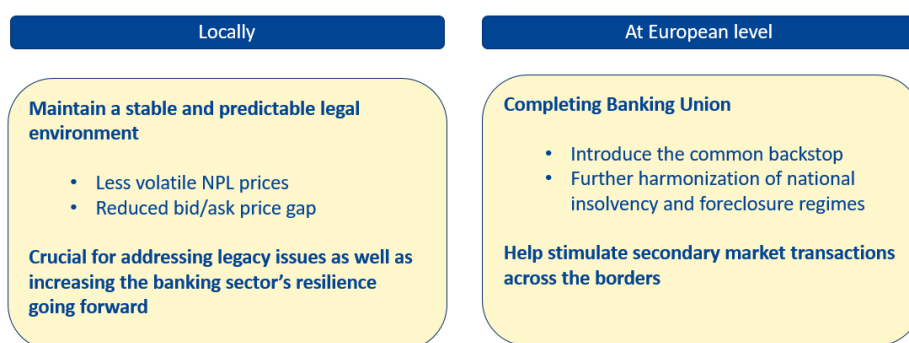 Locally
Maintain a stable and predictable legal
environment
• Less volatile NPL prices
• Reduced bid/ask price gap
Crucial for addressing legacy issues as well as
increasing the banking sector's resilience
going forward
At European level
Completing Banking Union
• Introduce the common backstop
• Further harmonization of national
insolvency and foreclosure regimes
Help stimulate secondary market transactions
across the borders